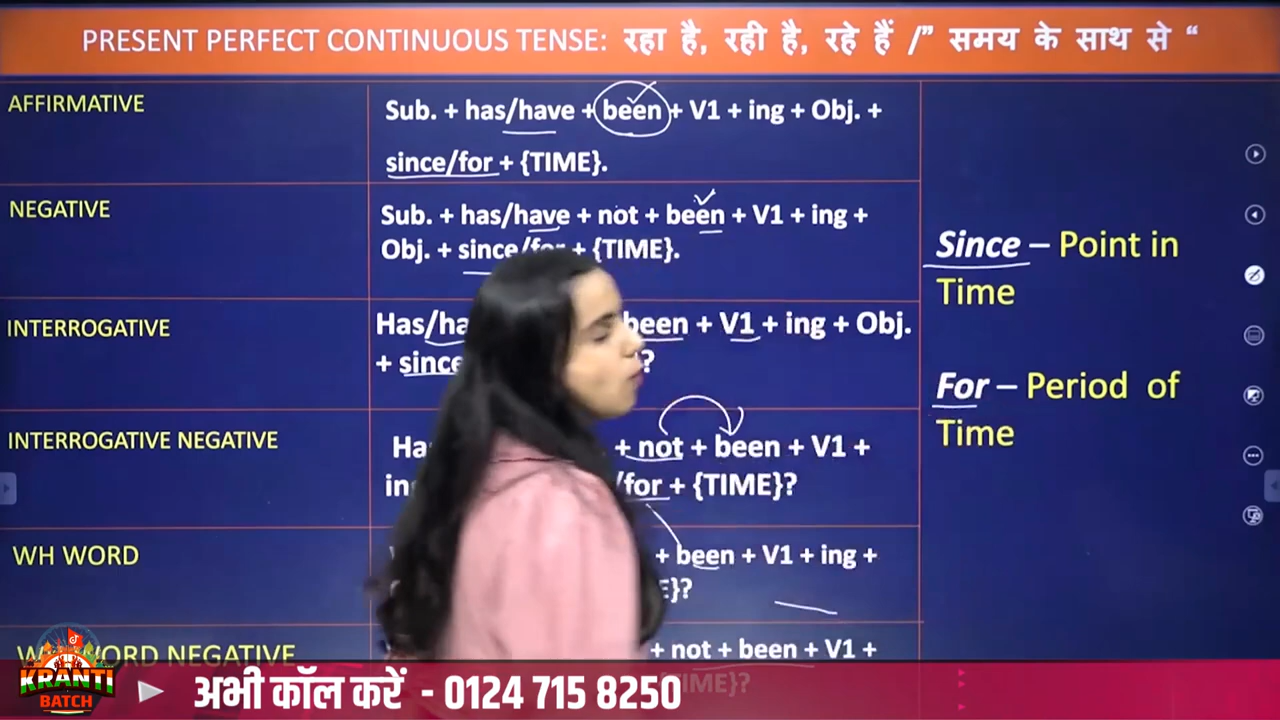 PRESENT PERFECT CONTINUOUS TENSE: रहा है, रही है, रहे हैं /” समय के साथ से “
AFFIRMATIVE
Sub. + has/have + been + V1 + ing + Obj. +
since/for + {TIME}.
NEGATIVE
Sub. + has/have + not + been + V1 + ing +
Obj. + since/for + {TIME}.
INTERROGATIVE
been + V1 + ing + Obj.
+
?
INTERROGATIVE NEGATIVE
+ not + been + V1 +
/for + {TIME}?
WH WORD
+ been + V1 + ing +
}?
NEGATIVE
+ not + been + V1 +
Since – Point in
Time
For – Period of
Time
KRANTI
BATCH
अभी कॉल करें - 0124 715 8250